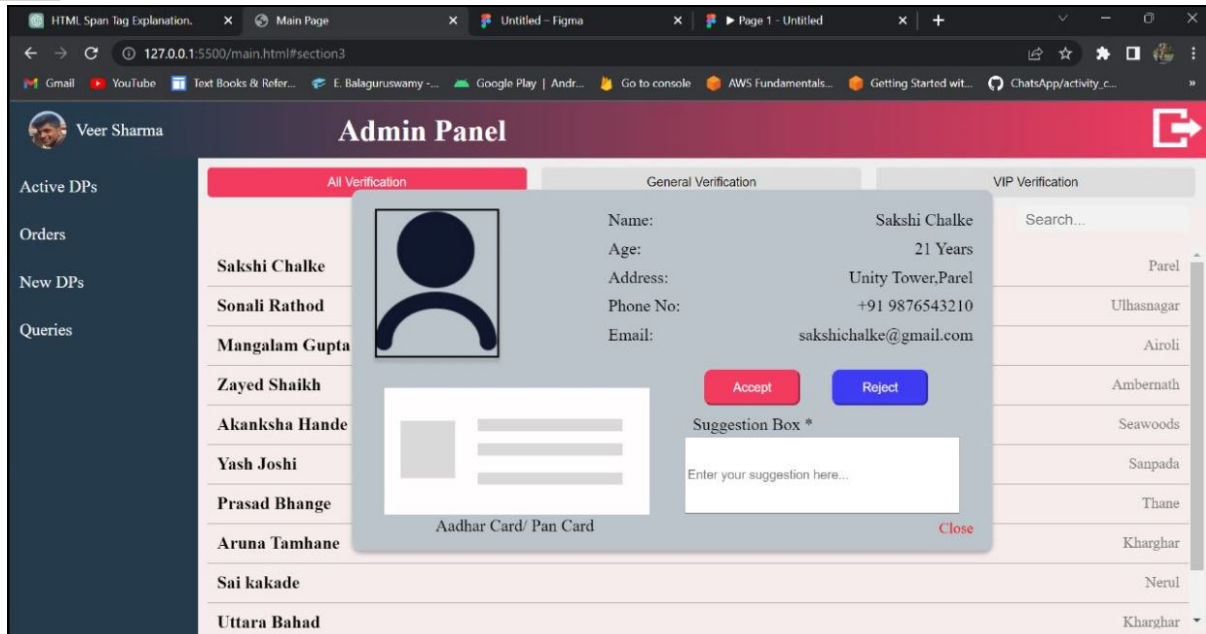 HTML Span Tag Explanation.
Main Page
Untitled – Figma
Page 1 - Untitled
127.0.0.1:5500/main.html#section3
Gmail YouTube Text Books & Refer... E. Balaguruswamy -... Google Play | Andr... Go to console AWS Fundamentals... Getting Started wit... ChatsApp/activity_c... »
Veer Sharma
Admin Panel
Active DPs
Orders
New DPs
Queries
All Verification
General Verification
VIP Verification
Search...
Sakshi Chalke Parel
Sonali Rathod Ulhasnagar
Mangalam Gupta Airoli
Zayed Shaikh Ambernath
Akanksha Hande Seawoods
Yash Joshi Sanpada
Prasad Bhange Thane
Aruna Tamhane Kharghar
Sai kakade Nerul
Uttara Bahad Kharghar
Name: Sakshi Chalke
Age: 21 Years
Address: Unity Tower,Parel
Phone No: +91 9876543210
Email: sakshichalke@gmail.com
Accept
Reject
Suggestion Box *
Enter your suggestion here...
Aadhar Card/ Pan Card
Close